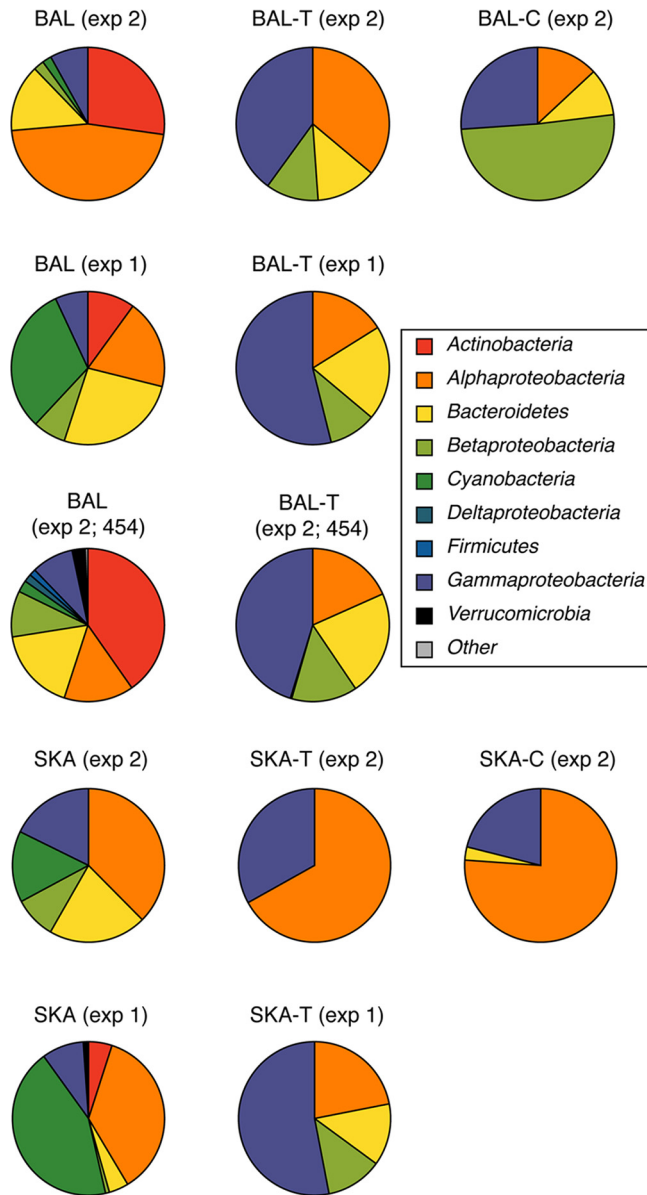 BAL (exp 2)
BAL-T (exp 2)
BAL-C (exp 2)
BAL (exp 1)
BAL-T (exp 1)
Actinobacteria
Alphaproteobacteria
Bacteroidetes
Betaproteobacteria
Cyanobacteria
Deltaproteobacteria
Firmicutes
Gammaproteobacteria
Verrucomicrobia
Other
BAL
(exp 2; 454)
BAL-T
(exp 2; 454)
SKA (exp 2)
SKA-T (exp 2)
SKA-C (exp 2)
SKA (exp 1)
SKA-T (exp 1)